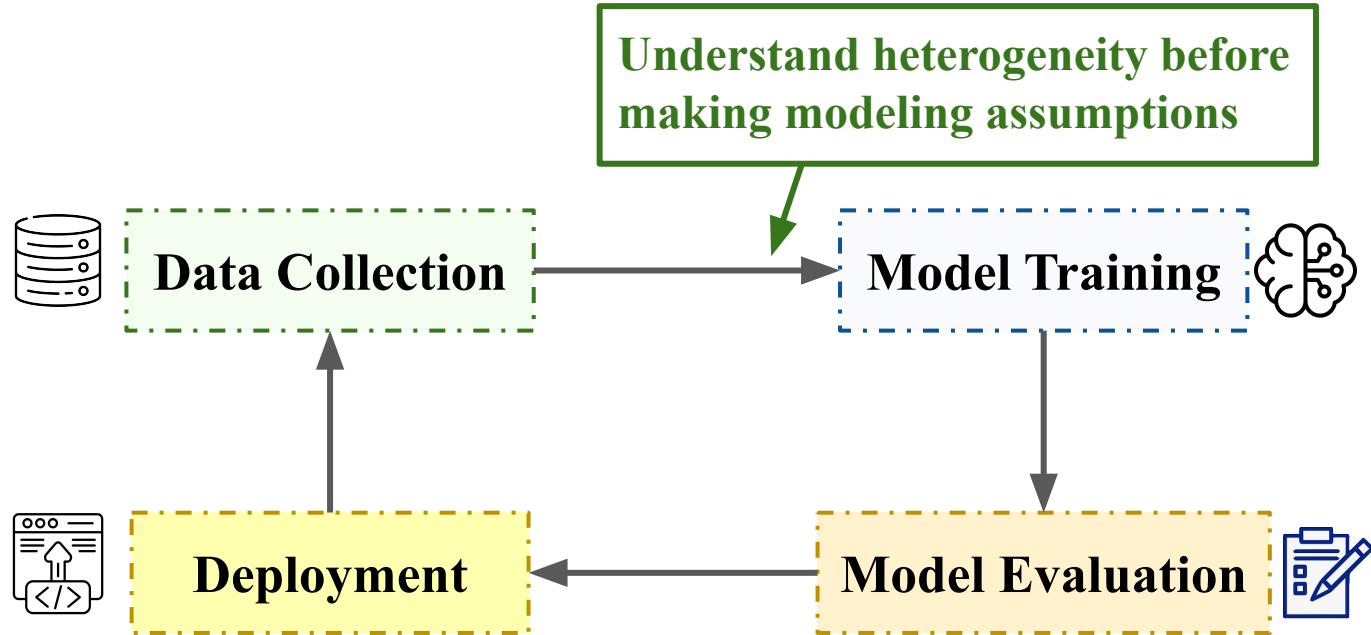 Understand heterogeneity before
making modeling assumptions
Data Collection
Model Training
Deployment
Model Evaluation